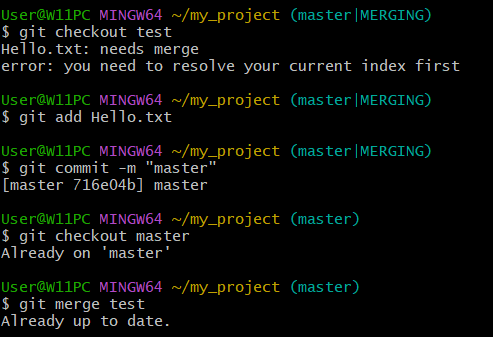 User@W11PC MINGW64 ~/my_project (master|MERGING)
$ git checkout test
Hello.txt: needs merge
error: you need to resolve your current index first
User@W11PC MINGW64 ~/my_project (master|MERGING)
$ git add Hello.txt
User@W11PC MINGW64 ~/my_project (master|MERGING)
$ git commit -m "master"
[master 716e04b] master
User@W11PC MINGW64 ~/my_project (master)
$ git checkout master
Already on 'master'
User@W11PC MINGW64 ~/my_project (master)
$ git merge test
Already up to date.